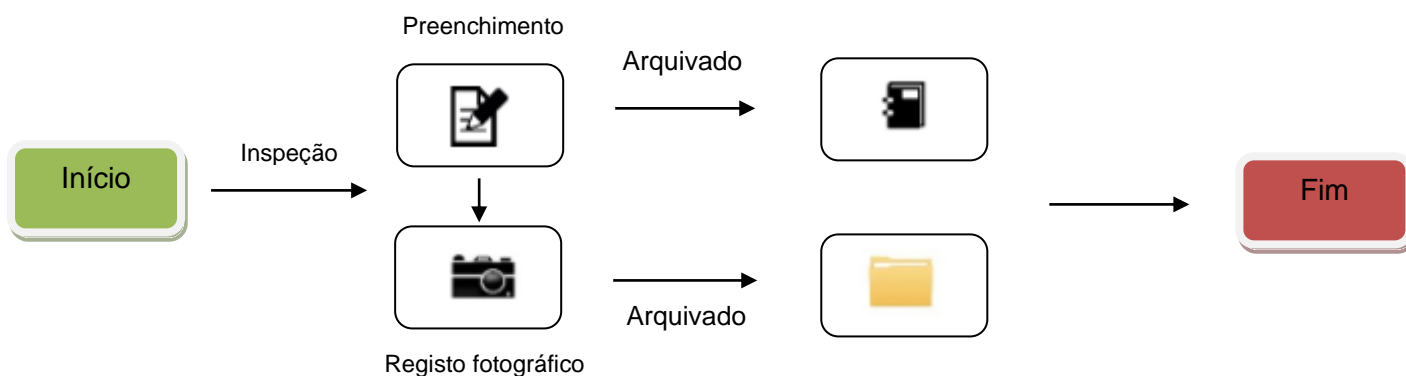 Início
Inspeção
Preenchimento
Registo fotográfico
Arquivado
Arquivado
Fim